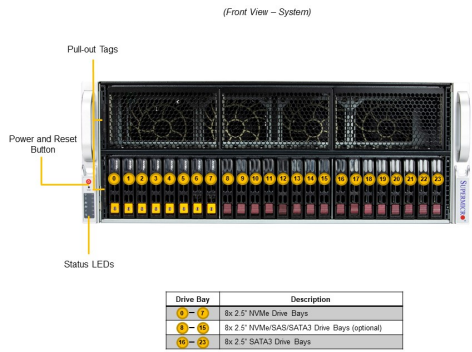 (Front View – System)
Pull-out Tags
Power and Reset
Button
0 1 2 3 4 5 6 7 8 9 10 11 12 13 14 15 16 17 18 19 20 21 22 23
SUPERMICRO
Status LEDs
Drive Bay Description
0 – 7 8x 2.5" NVMe Drive Bays
8 – 15 8x 2.5" NVMe/SAS/SATA3 Drive Bays (optional)
16 – 23 8x 2.5" SATA3 Drive Bays